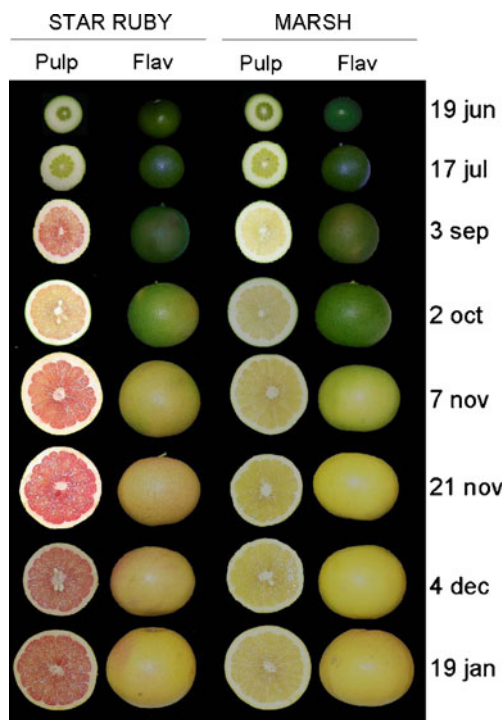 STAR RUBY MARSH
Pulp Flav Pulp Flav
19 jun
17 jul
3 sep
2 oct
7 nov
21 nov
4 dec
19 jan